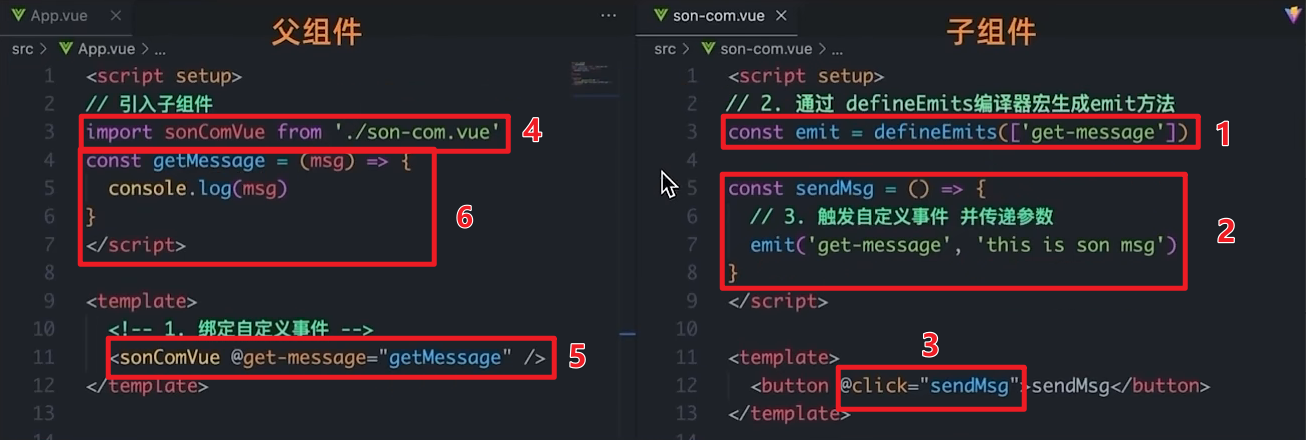 App.vue
父组件
src > App.vue > ...
1 <script setup>
2 // 引入子组件
3 import sonComVue from './son-com.vue'
4
4 const getMessage = (msg) => {
5 console.log(msg)
6 }
6
7 </script>
8
9 <template>
10 <!-- 1. 绑定自定义事件 -->
11 <sonComVue @get-message="getMessage" />
5
12 </template>
13
son-com.vue
子组件
src > son-com.vue > ...
1 <script setup>
2 // 2. 通过 defineEmits编译器宏生成emit方法
3 const emit = defineEmits(['get-message'])
1
4
5 const sendMsg = () => {
6 // 3. 触发自定义事件 并传递参数
7 emit('get-message', 'this is son msg')
2
8 }
9 </script>
10
11 <template>
3
12 <button @click="sendMsg">sendMsg</button>
13 </template>